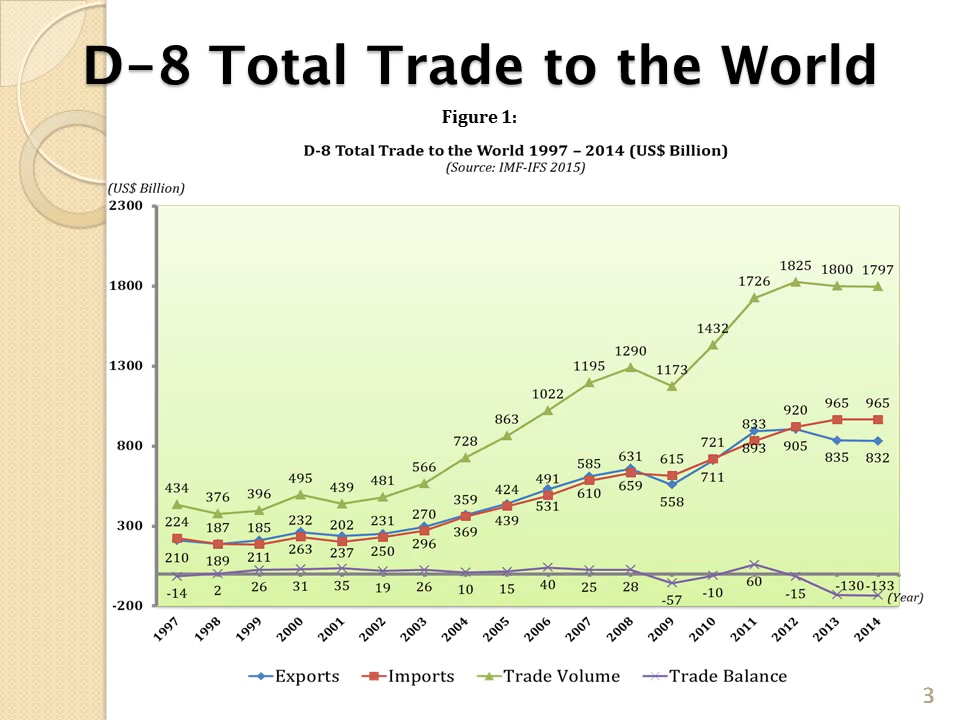 D-8 Total Trade to the World
Figure 1:
D-8 Total Trade to the World 1997 – 2014 (US$ Billion)
(Source: IMF-IFS 2015)
(US$ Billion)
2300
1825 1800 1797
1726
1800
1432
1290
1300
1195 1173
1022
920 965 965
863
833
800
728 721 893 905 835 832
585 631 615 711
566
491 610 659 558
495 481 424 531
434 439 359 439
376 396 369
300
224 187 185 232 202 231 270
210 189 211 263 237 250 296
-14 2 26 31 35 19 26 10 15 40 25 28 -57 -10 60 -15 -130 -133
(Year)
-200
1997 1998 1999 2000 2001 2002 2003 2004 2005 2006 2007 2008 2009 2010 2011 2012 2013 2014
Exports Imports Trade Volume Trade Balance
3